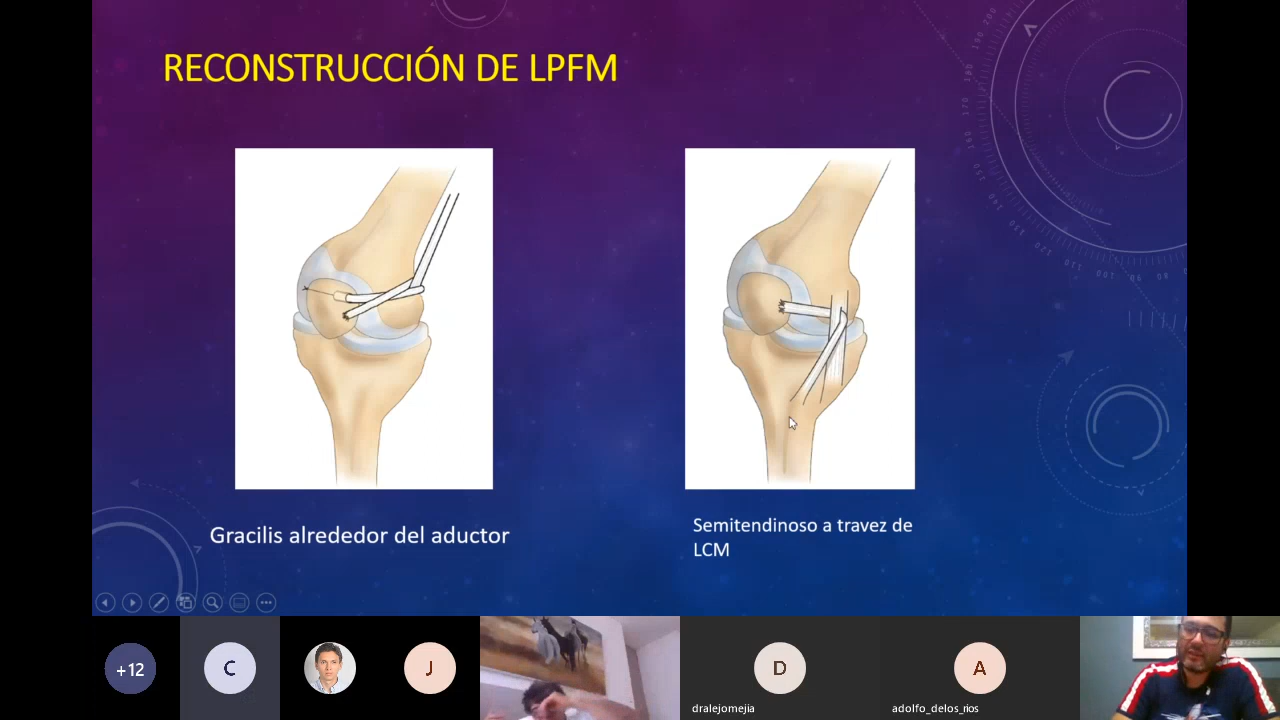 RECONSTRUCCIÓN DE LPFM
Gracilis alrededor del aductor
Semitendinoso a travez de
LCM
+12
C
J
D
A
dralejomejia
adolfo_delos_rios